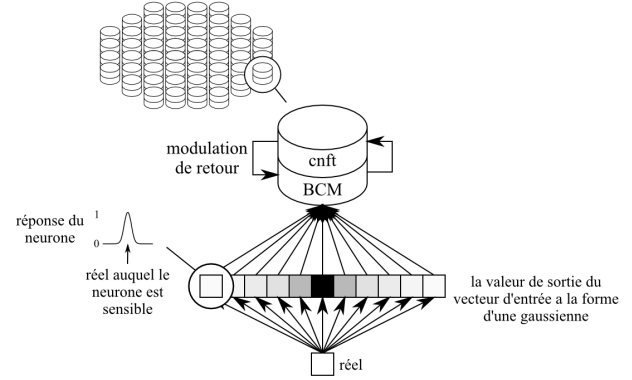 modulation
de retour
cnft
BCM
réponse du
neurone
1
0
réel auquel le
neurone est
sensible
la valeur de sortie du
vecteur d'entrée a la forme
d'une gaussienne
réel